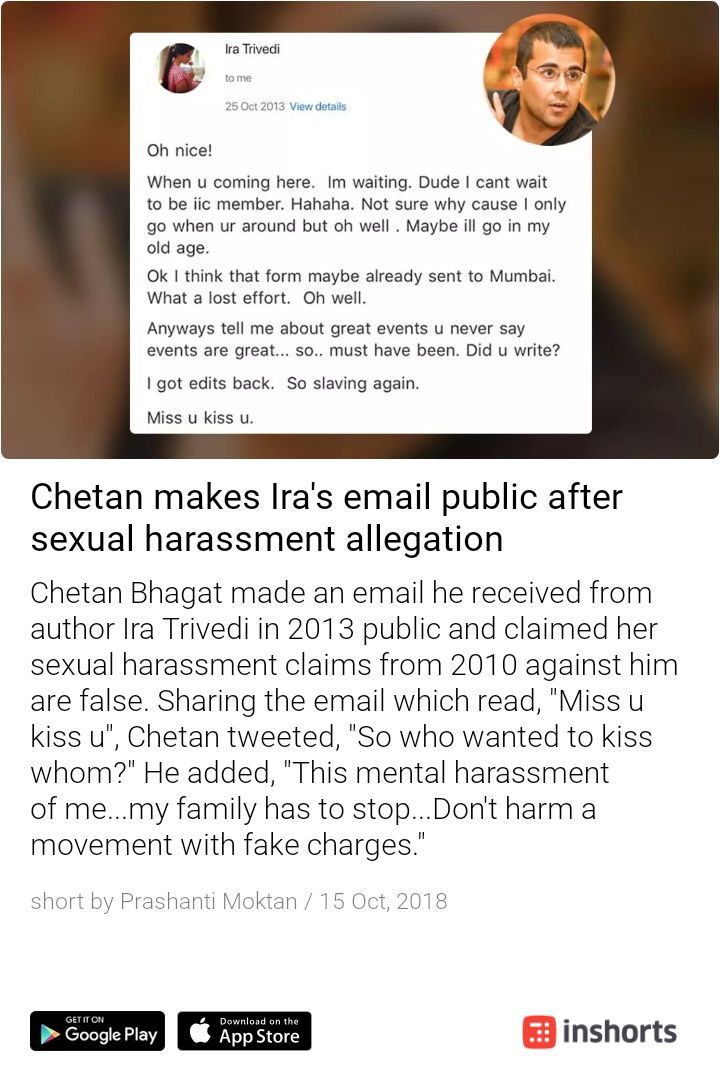 Ira Trivedi
to me
25 Oct 2013 View details
Oh nice!
When u coming here. Im waiting. Dude I cant wait
to be iic member. Hahaha. Not sure why cause I only
go when ur around but oh well . Maybe ill go in my
old age.
Ok I think that form maybe already sent to Mumbai.
What a lost effort. Oh well.
Anyways tell me about great events u never say
events are great... so.. must have been. Did u write?
I got edits back. So slaving again.
Miss u kiss u.
Chetan makes Ira's email public after
sexual harassment allegation
Chetan Bhagat made an email he received from
author Ira Trivedi in 2013 public and claimed her
sexual harassment claims from 2010 against him
are false. Sharing the email which read, "Miss u
kiss u", Chetan tweeted, "So who wanted to kiss
whom?" He added, "This mental harassment
of me...my family has to stop...Don't harm a
movement with fake charges."
short by Prashanti Moktan / 15 Oct, 2018
GET IT ON
Google Play
Download on the
App Store
inshorts